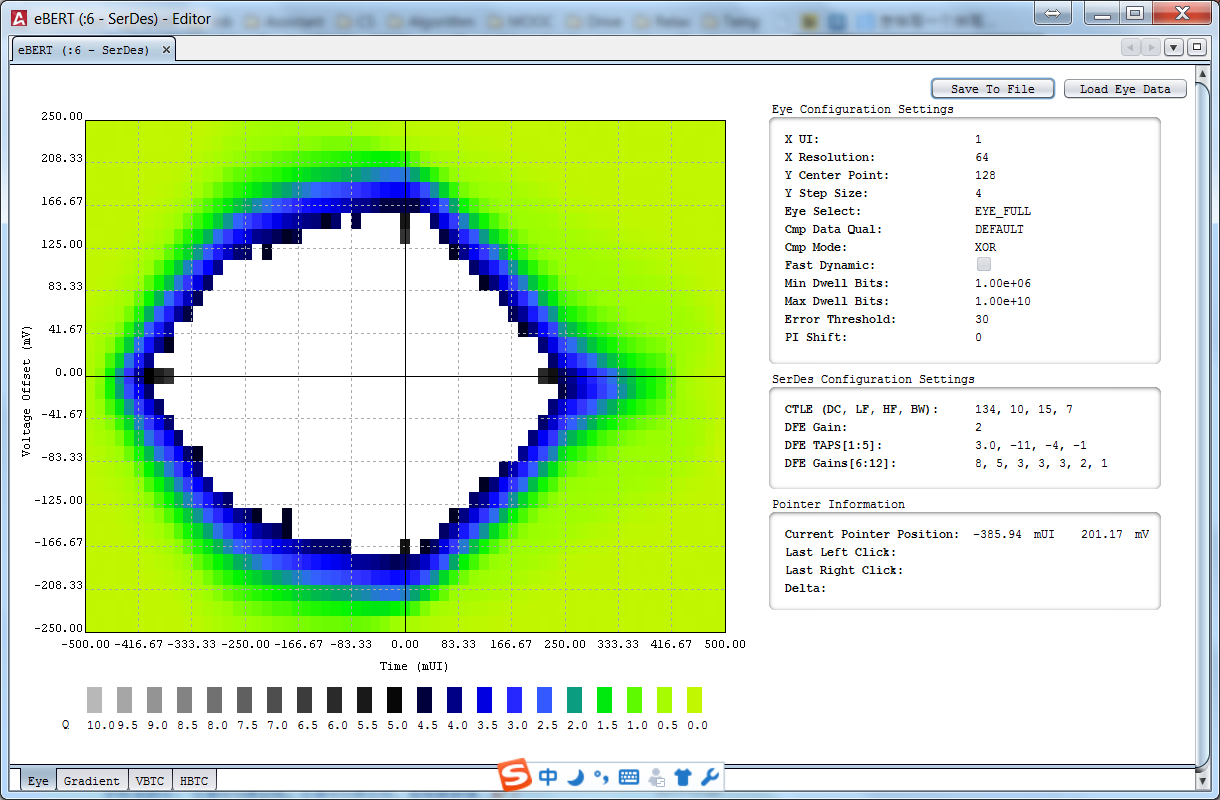 eBERT (:6 - SerDes) - Editor
eBERT (:6 - SerDes)
Save To File
Load Eye Data
Eye Configuration Settings
X UI: 1
X Resolution: 64
Y Center Point: 128
Y Step Size: 4
Eye Select: EYE_FULL
Cmp Data Qual: DEFAULT
Cmp Mode: XOR
Fast Dynamic:
Min Dwell Bits: 1.00e+06
Max Dwell Bits: 1.00e+10
Error Threshold: 30
PI Shift: 0
SerDes Configuration Settings
CTLE (DC, LF, HF, BW): 134, 10, 15, 7
DFE Gain: 2
DFE TAPS[1:5]: 3.0, -11, -4, -1
DFE Gains[6:12]: 8, 5, 3, 3, 3, 2, 1
Pointer Information
Current Pointer Position: -385.94 mUI 201.17 mV
Last Left Click:
Last Right Click:
Delta:
250.00
208.33
166.67
125.00
83.33
41.67
0.00
-41.67
-83.33
-125.00
-166.67
-208.33
-250.00
Voltage Offset (mV)
-500.00 -416.67 -333.33 -250.00 -166.67 -83.33 0.00 83.33 166.67 250.00 333.33 416.67 500.00
Time (mUI)
Q 10.0 9.5 9.0 8.5 8.0 7.5 7.0 6.5 6.0 5.5 5.0 4.5 4.0 3.5 3.0 2.5 2.0 1.5 1.0 0.5 0.0
Eye Gradient VBTC HBTC
中